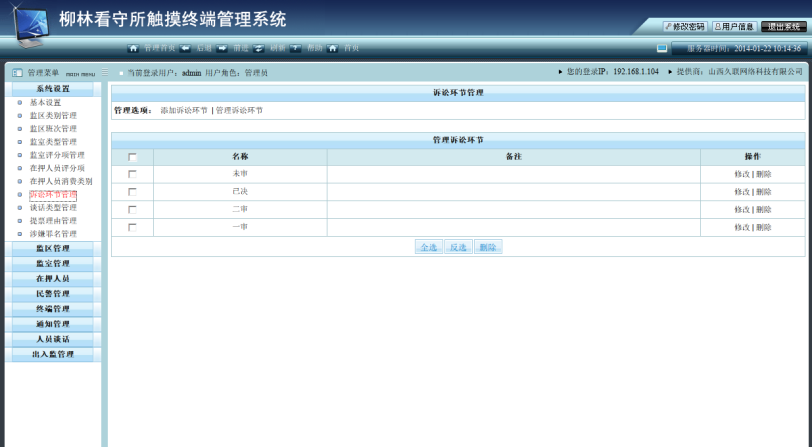 柳林看守所触摸终端管理系统
修改密码 用户信息 退出系统
管理首页 后退 前进 刷新 帮助 首页
服务器时间：2014-01-22 10:14:36
管理菜单 MAIN MENU
当前登录用户：admin 用户角色：管理员
您的登录IP：192.168.1.104 提供商：山西久联网络科技有限公司
系统设置
基本设置
监区类别管理
监区班次管理
监室类型管理
监室评分项管理
在押人员评分项
在押人员消费类别
诉讼环节管理
谈话类型管理
提票理由管理
涉嫌罪名管理
监区管理
监室管理
在押人员
民警管理
终端管理
通知管理
人员谈话
出入监管理
诉讼环节管理
管理选项： 添加诉讼环节 | 管理诉讼环节
管理诉讼环节
名称 备注 操作
未审 修改 | 删除
己决 修改 | 删除
二审 修改 | 删除
一审 修改 | 删除
全选 反选 删除